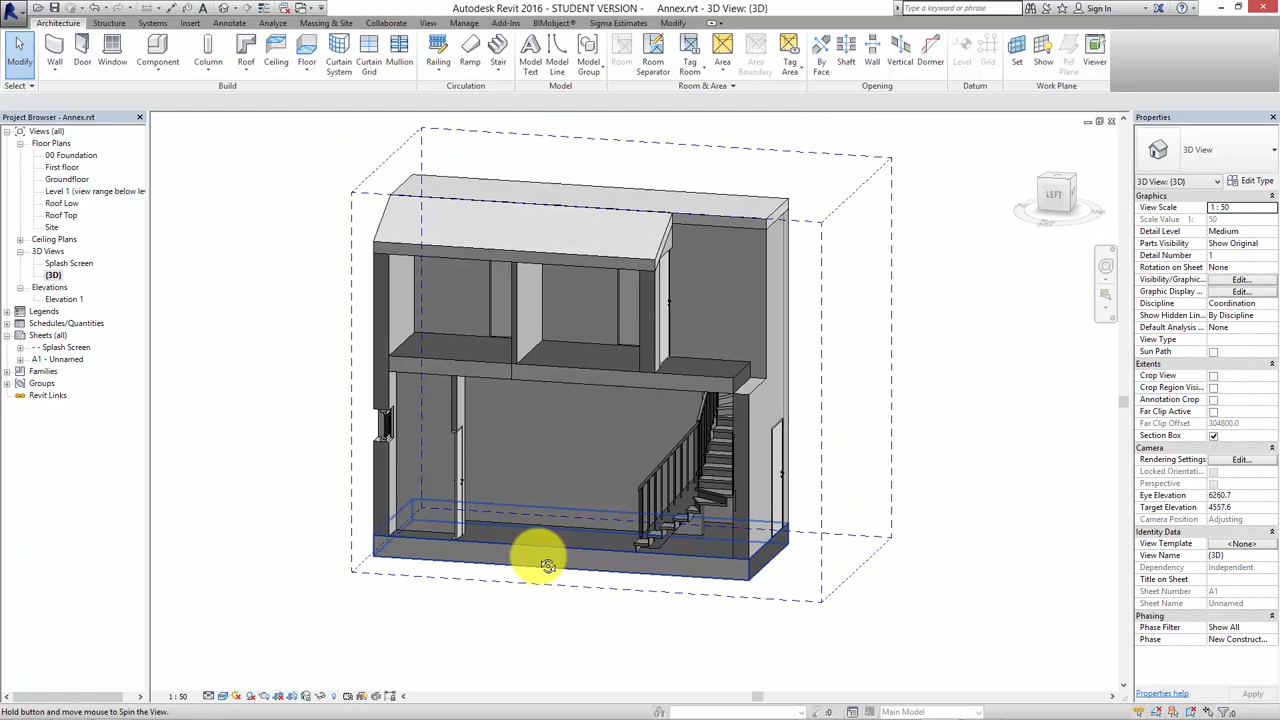 Autodesk Revit 2016 - STUDENT VERSION - Annex.rvt - 3D View: {3D}
Type a keyword or phrase
Sign In
Architecture Structure Systems Insert Annotate Analyze Massing & Site Collaborate View Manage Add-Ins BIMobject® Sigma Estimates Modify
Modify Wall Door Window Component Column Roof Ceiling Floor Curtain System Curtain Grid Mullion Railing Ramp Stair Model Text Model Line Model Group Room Room Separator Tag Room Area Area Boundary Tag Area By Face Shaft Wall Vertical Dormer Level Grid Set Show Ref Plane Viewer
Select Build Circulation Model Room & Area Opening Datum Work Plane
Project Browser - Annex.rvt
Views (all)
Floor Plans
00 Foundation
First floor
Groundfloor
Level 1 (view range below le
Roof Low
Roof Top
Site
Ceiling Plans
3D Views
Splash Screen
{3D}
Elevations
Elevation 1
Legends
Schedules/Quantities
Sheets (all)
- - Splash Screen
A1 - Unnamed
Families
Groups
Revit Links
LEFT
Properties
3D View
3D View: {3D} Edit Type
Graphics
View Scale 1 : 50
Scale Value 1: 50
Detail Level Medium
Parts Visibility Show Original
Detail Number 1
Rotation on Sheet None
Visibility/Graphic... Edit...
Graphic Display ... Edit...
Discipline Coordination
Show Hidden Lin... By Discipline
Default Analysis ... None
View Type
Sun Path
Extents
Crop View
Crop Region Visi...
Annotation Crop
Far Clip Active
Far Clip Offset 304800.0
Section Box
Camera
Rendering Settings Edit...
Locked Orientati...
Perspective
Eye Elevation 6260.7
Target Elevation 4557.6
Camera Position Adjusting
Identity Data
View Template <None>
View Name {3D}
Dependency Independent
Title on Sheet
Sheet Number A1
Sheet Name Unnamed
Phasing
Phase Filter Show All
Phase New Construct...
Properties help Apply
1 : 50
Hold button and move mouse to Spin the View.
:0
Main Model
:0